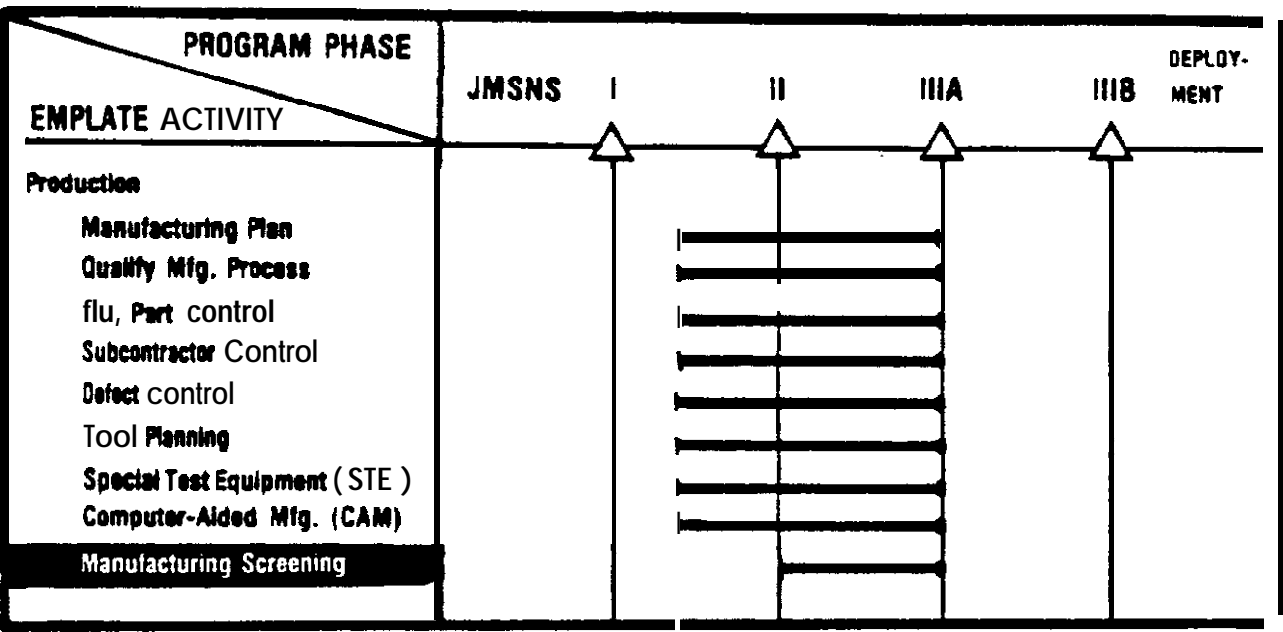 PROGRAM PHASE
EMPLATE ACTIVITY
JMSNS I II IIIA IIIB DEPLOY-
MENT
Production
Manufacturing Plan
Qualify Mfg. Process
flu, Part control
Subcontractor Control
Defect control
Tool Planning
Special Test Equipment ( STE )
Computer-Aided Mfg. (CAM)
Manufacturing Screening